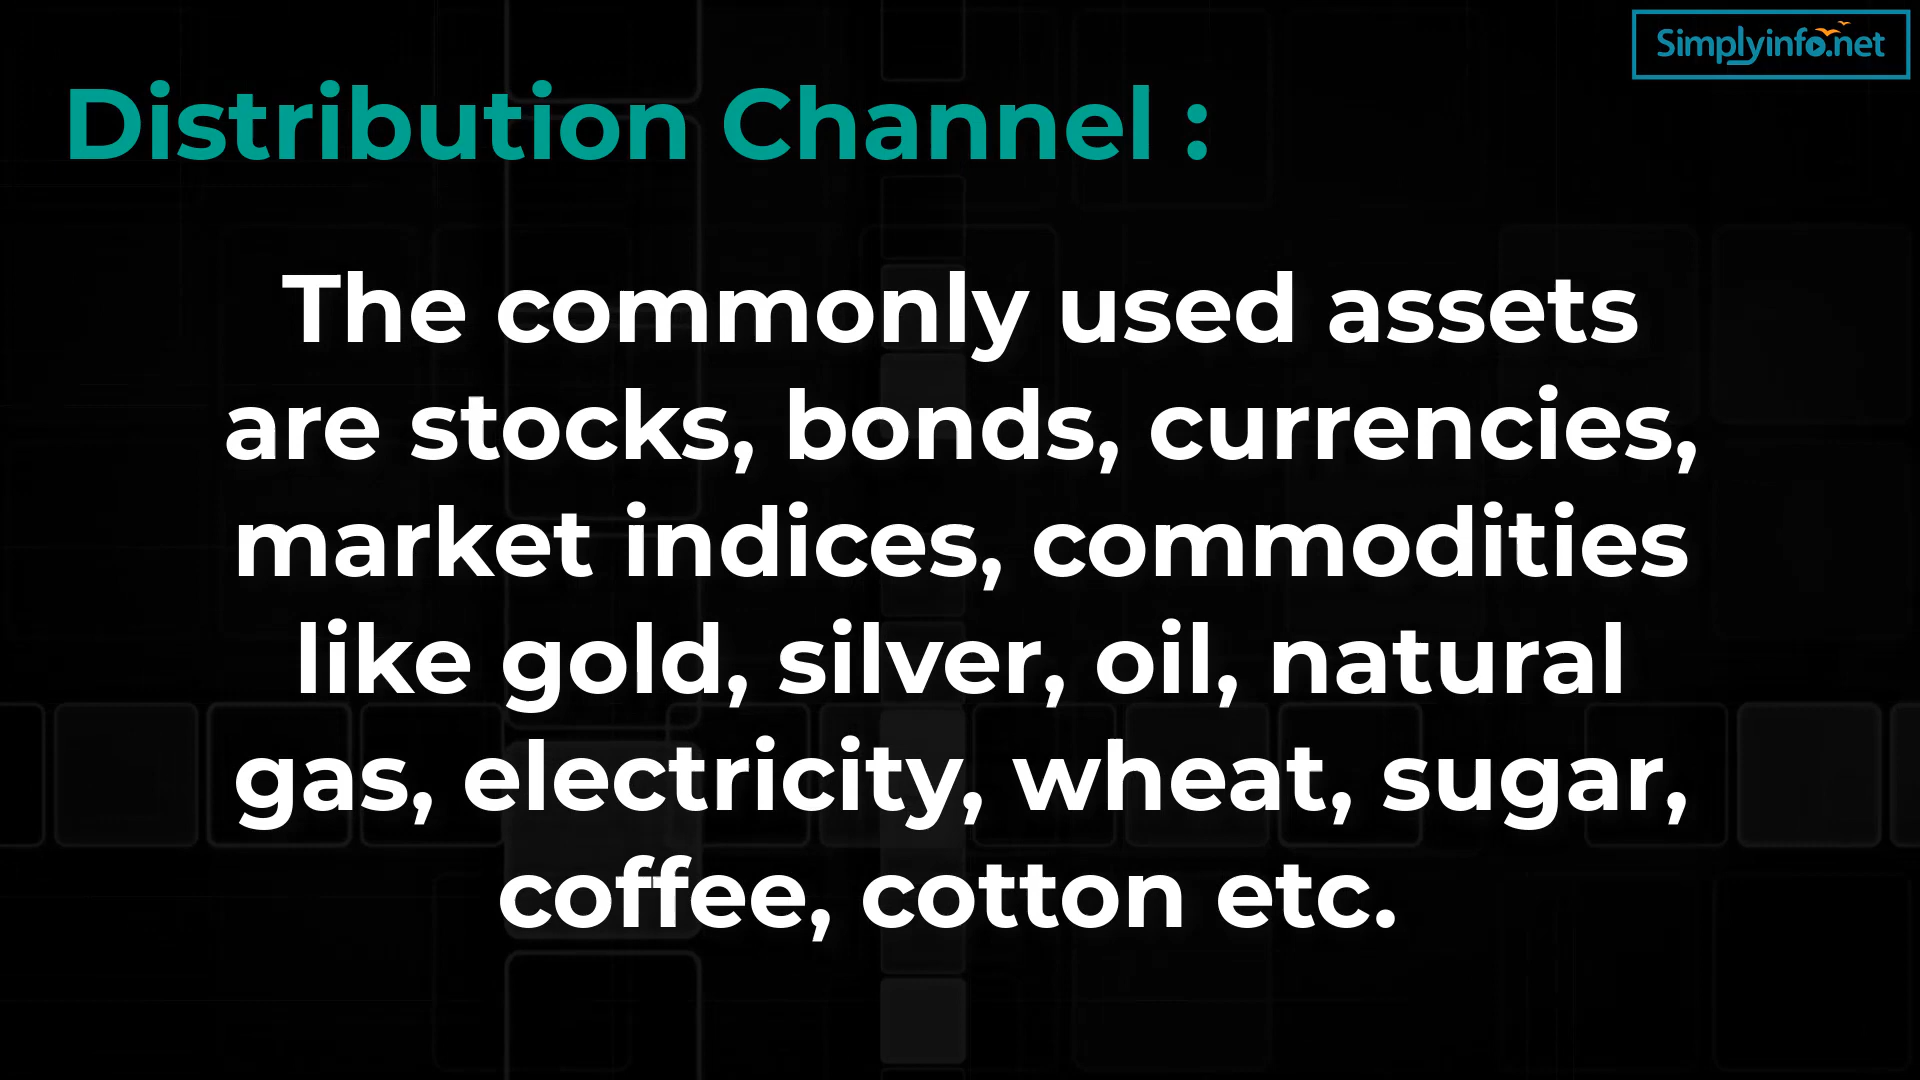 Simplyinfo.net
Distribution Channel :
The commonly used assets
are stocks, bonds, currencies,
market indices, commodities
like gold, silver, oil, natural
gas, electricity, wheat, sugar,
coffee, cotton etc.